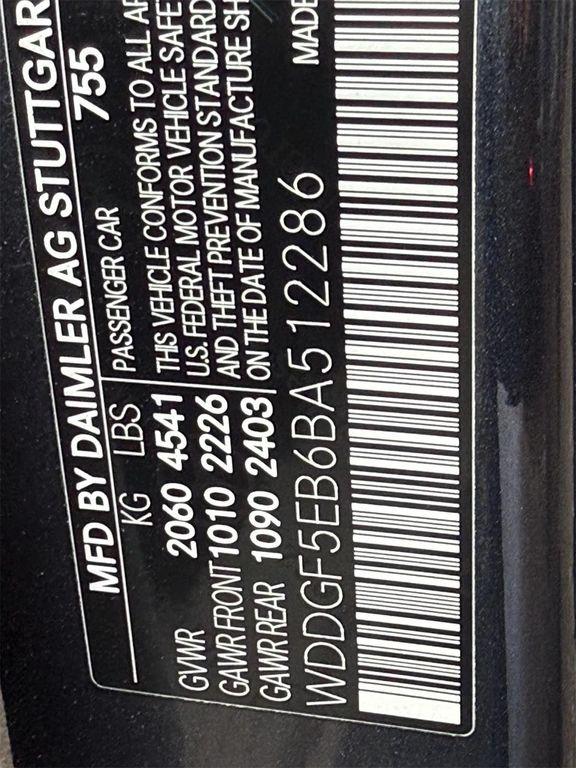 MFD BY DAIMLER AG STUTTGAR
755
KG LBS PASSENGER CAR
GVWR 2060 4541 THIS VEHICLE CONFORMS TO ALL AP
GAWR FRONT 1010 2226 U.S. FEDERAL MOTOR VEHICLE SAFE
GAWR REAR 1090 2403 AND THEFT PREVENTION STANDARD
ON THE DATE OF MANUFACTURE SH
WDDGF5EB6BA512286 MADE